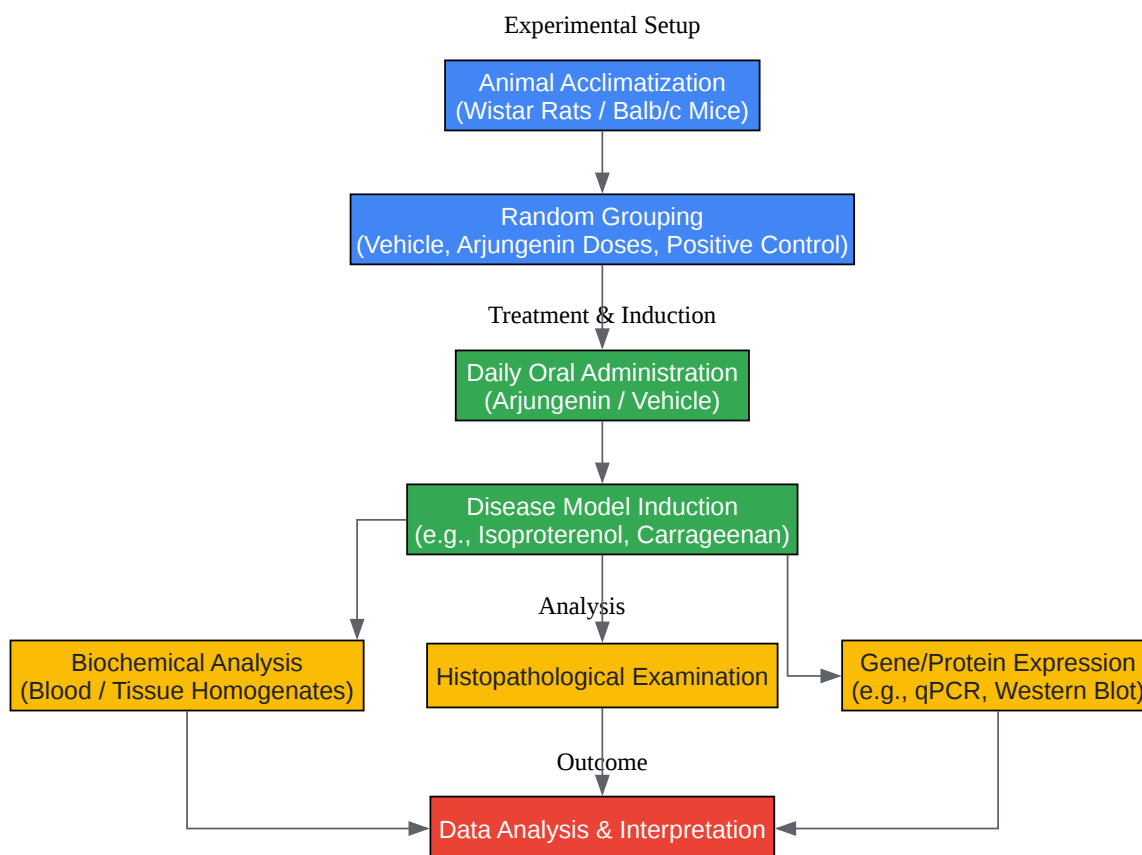 Experimental Setup
Animal Acclimatization
(Wistar Rats / Balb/c Mice)
Random Grouping
(Vehicle, Arjungenin Doses, Positive Control)
Treatment & Induction
Daily Oral Administration
(Arjungenin / Vehicle)
Disease Model Induction
(e.g., Isoproterenol, Carrageenan)
Analysis
Biochemical Analysis
(Blood / Tissue Homogenates)
Histopathological Examination
Gene/Protein Expression
(e.g., qPCR, Western Blot)
Outcome
Data Analysis & Interpretation